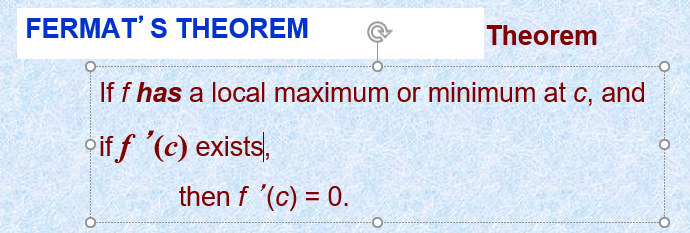 FERMAT’S THEOREM
Theorem
If f has a local maximum or minimum at c, and
if f ’(c) exists,
then f ’(c) = 0.